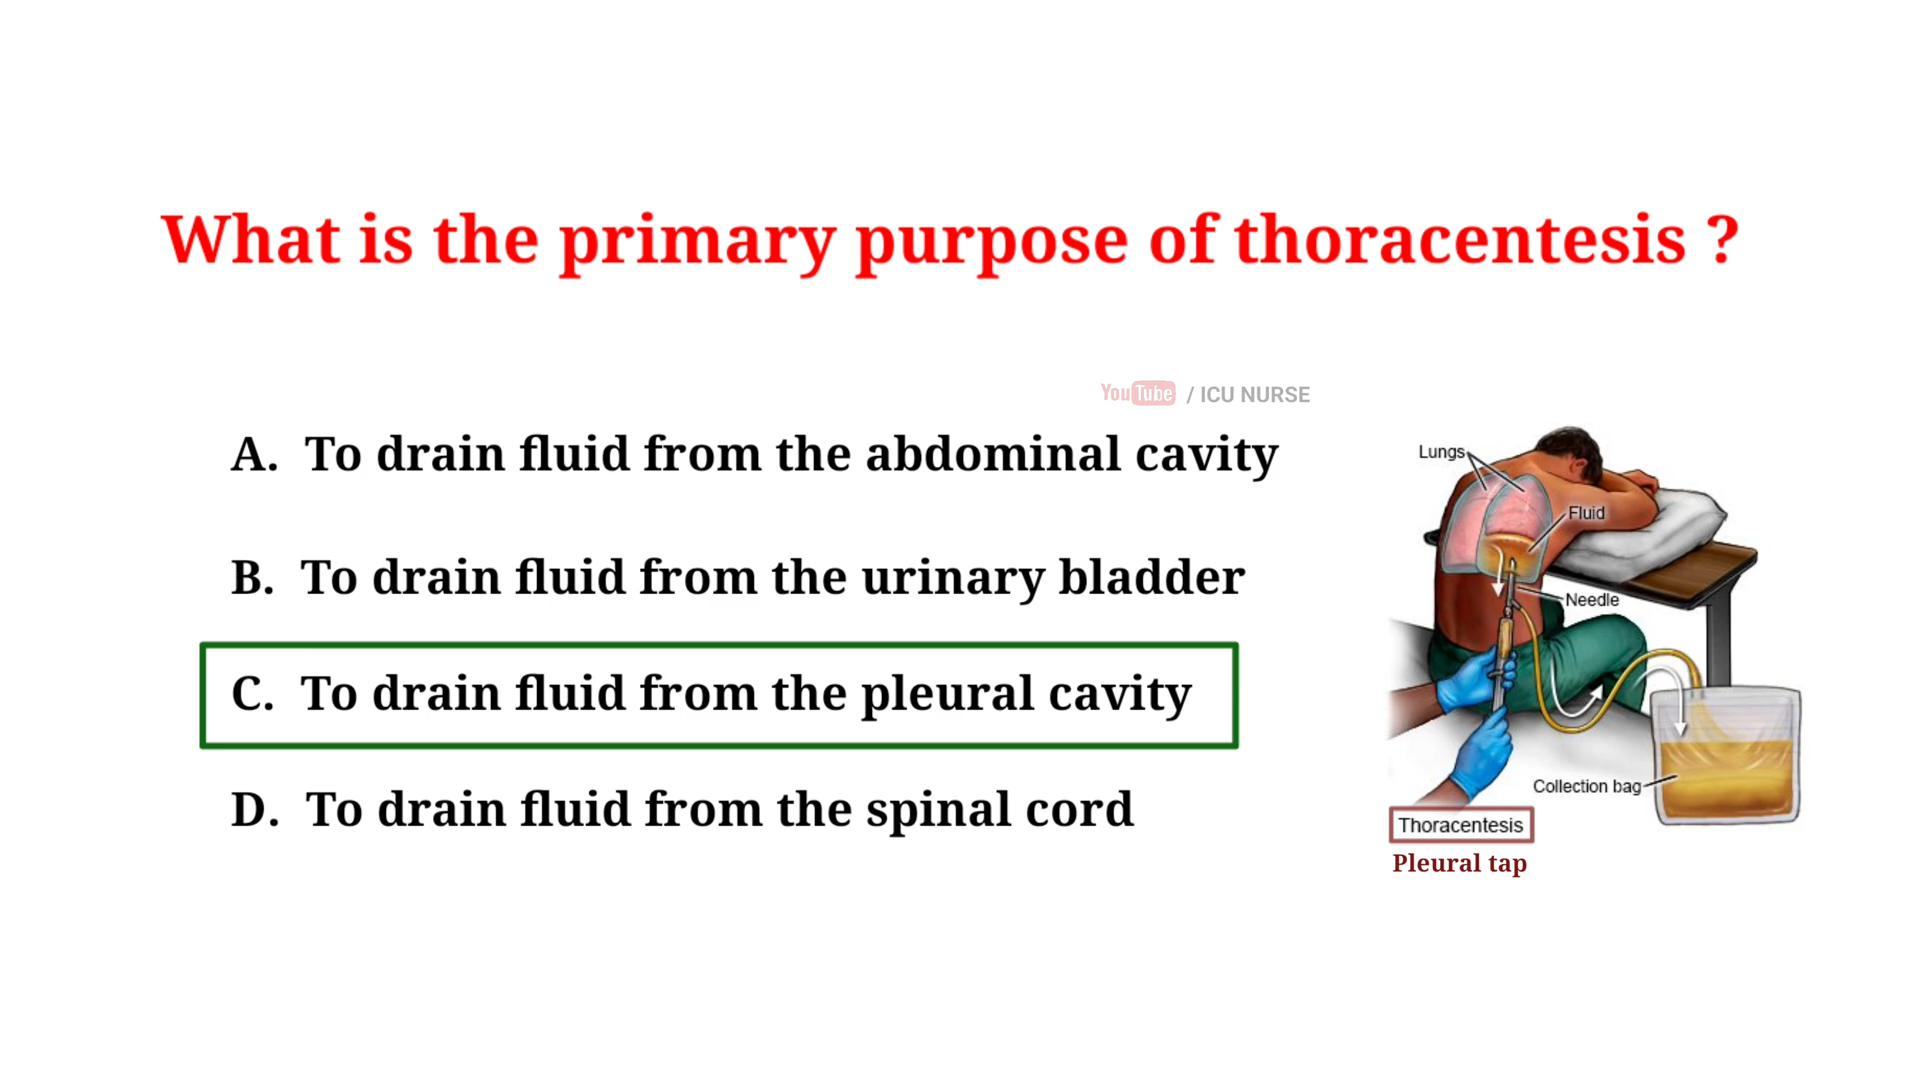 What is the primary purpose of thoracentesis ?
YouTube / ICU NURSE
A. To drain fluid from the abdominal cavity
B. To drain fluid from the urinary bladder
C. To drain fluid from the pleural cavity
D. To drain fluid from the spinal cord
Lungs
Fluid
Needle
Collection bag
Thoracentesis
Pleural tap